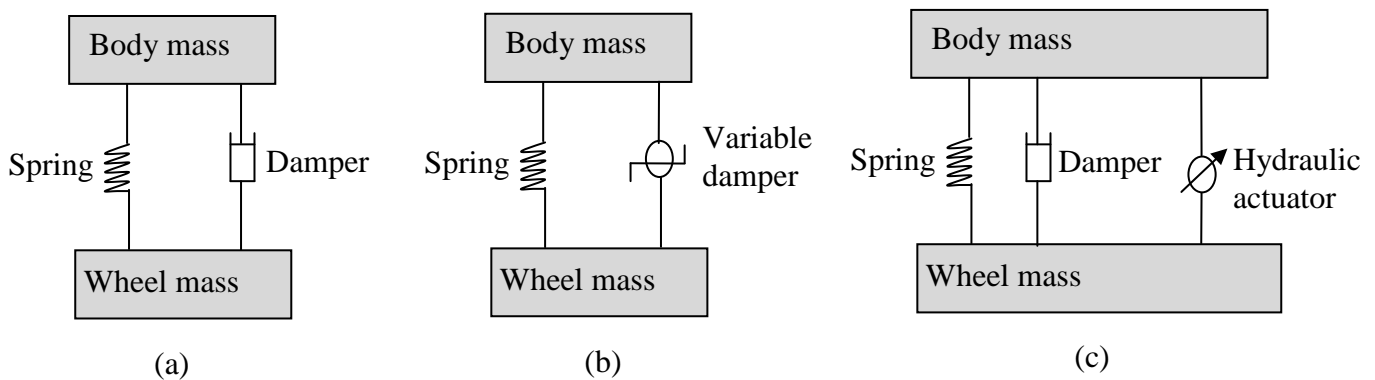 Body mass
Spring
Damper
Wheel mass
(a)
Body mass
Spring
Variable
damper
Wheel mass
(b)
Body mass
Spring
Damper
Hydraulic
actuator
Wheel mass
(c)